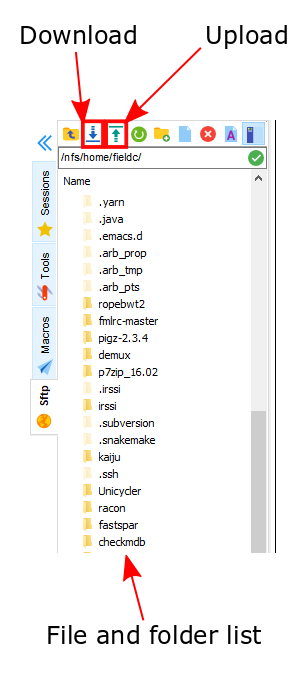 Download
Upload
/nfs/home/fieldc/
Name
Sessions
Tools
Macros
Sftp
.yarn
.java
.emacs.d
.arb_prop
.arb_tmp
.arb_pts
ropebwt2
fmlrc-master
pigz-2.3.4
demux
p7zip_16.02
.irssi
irssi
.subversion
.snakemake
kaiju
.ssh
Unicycler
racon
fastspar
checkmdb
File and folder list